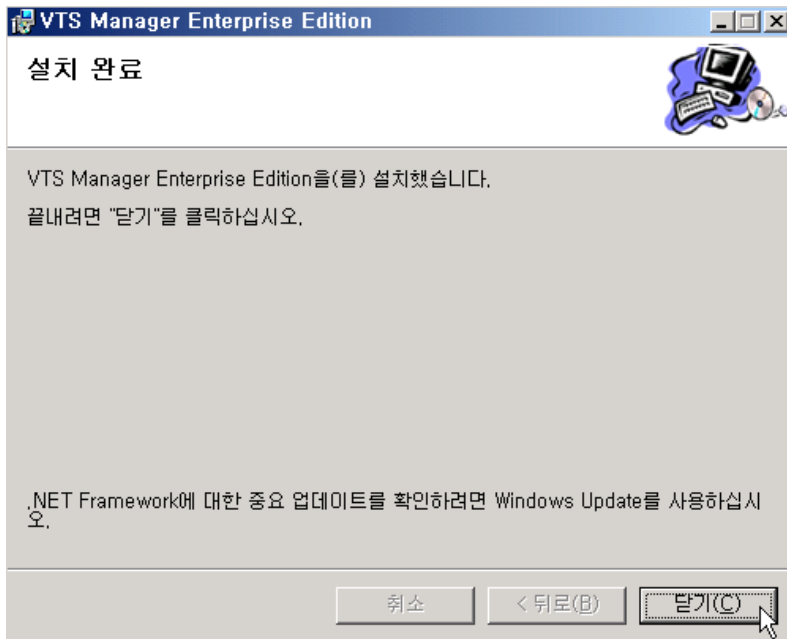 VTS Manager Enterprise Edition
설치 완료
VTS Manager Enterprise Edition을(를) 설치했습니다.
끝내려면 "닫기"를 클릭하십시오.
.NET Framework에 대한 중요 업데이트를 확인하려면 Windows Update를 사용하십시
오.
취소
< 뒤로(B)
닫기(C)